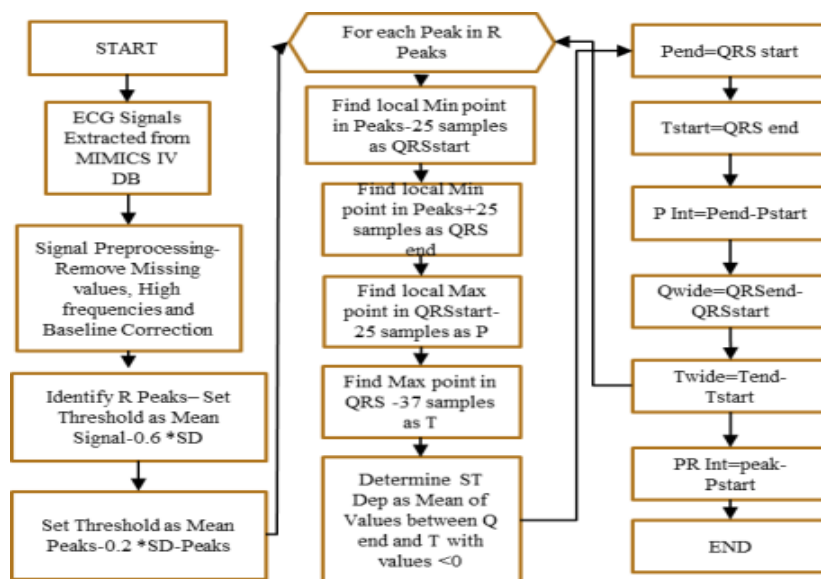 START
ECG Signals
Extracted from
MIMICS IV
DB
Signal Preprocessing-
Remove Missing
values, High
frequencies and
Baseline Correction
Identify R Peaks– Set
Threshold as Mean
Signal-0.6 *SD
Set Threshold as Mean
Peaks-0.2 *SD-Peaks
For each Peak in R
Peaks
Find local Min point
in Peaks-25 samples
as QRSstart
Find local Min
point in Peaks+25
samples as QRS
end
Find local Max
point in QRSstart-
25 samples as P
Find Max point in
QRS -37 samples
as T
Determine ST
Dep as Mean of
Values between Q
end and T with
values <0
Pend=QRS start
Tstart=QRS end
P Int=Pend-Pstart
Qwide=QRSend-
QRSstart
Twide=Tend-
Tstart
PR Int=peak-
Pstart
END